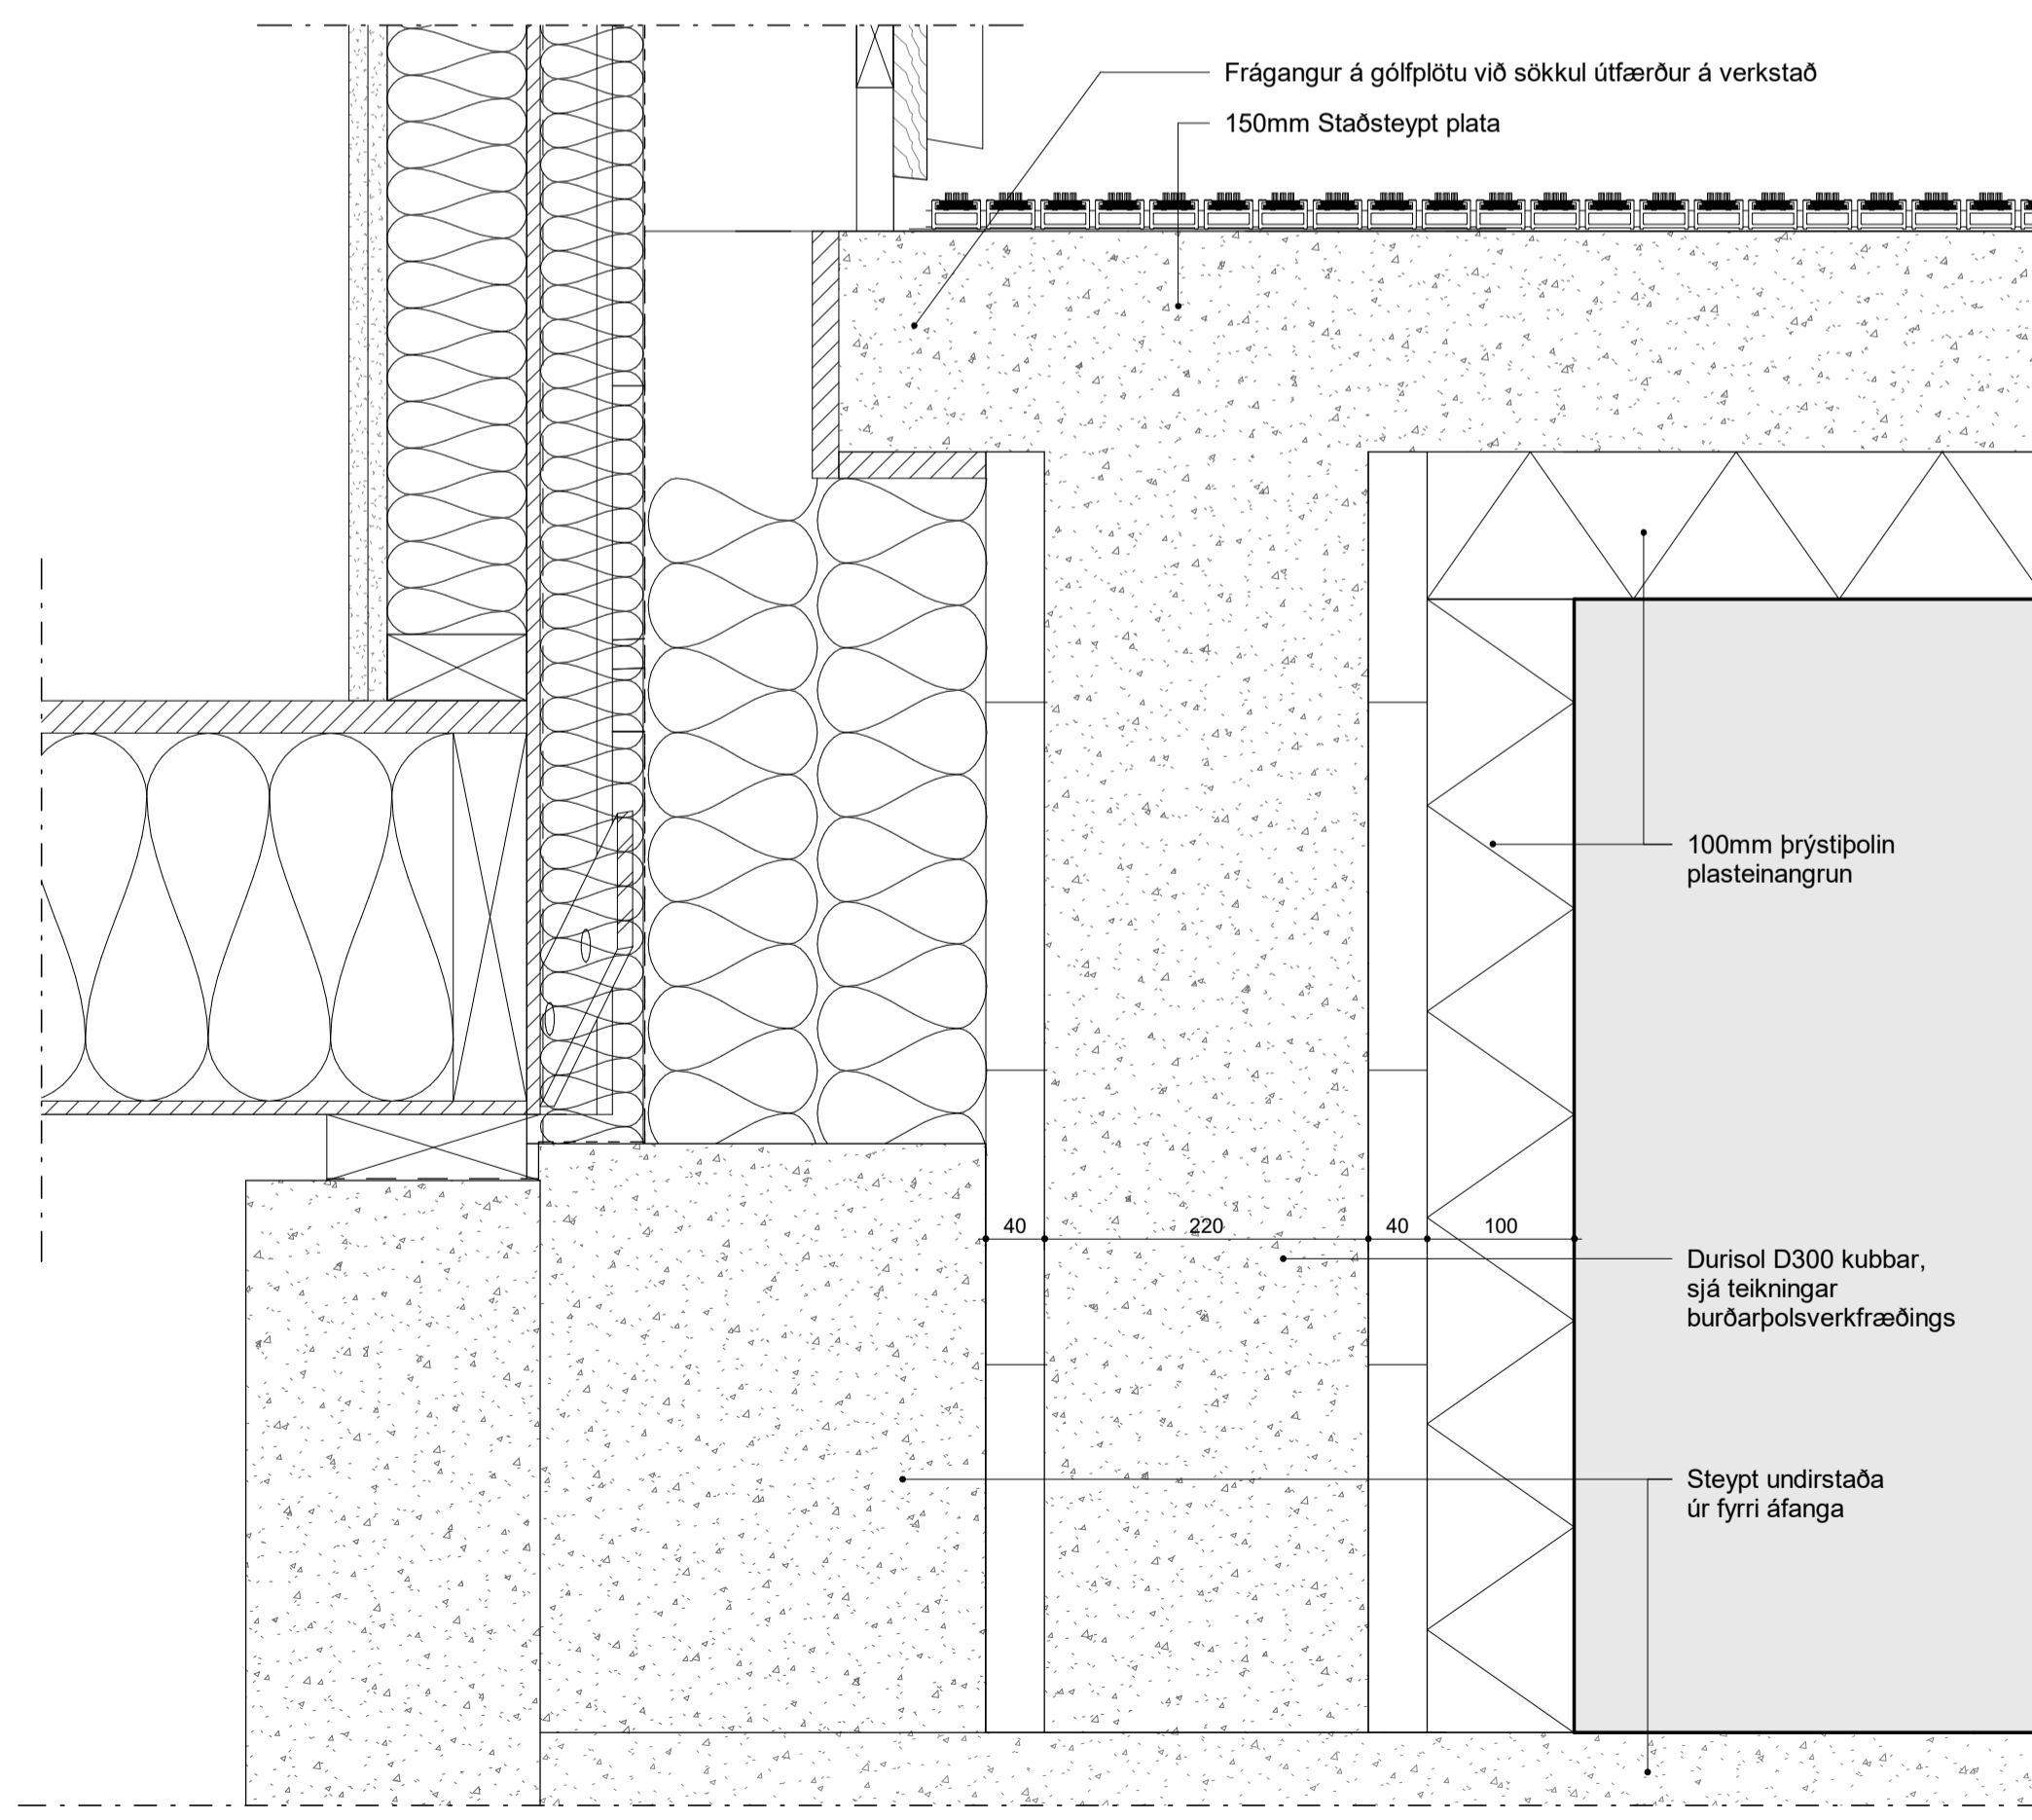 Frágangur á gólfplötu við sökkul útfærður á verkstað
150mm Staðsteypt plata
100mm þrýstiþolin
plasteinangrun
40 220 40 100
Durisol D300 kubbar,
sjá teikningar
burðarþolsverkfræðings
Steypt undirstaða
úr fyrri áfanga